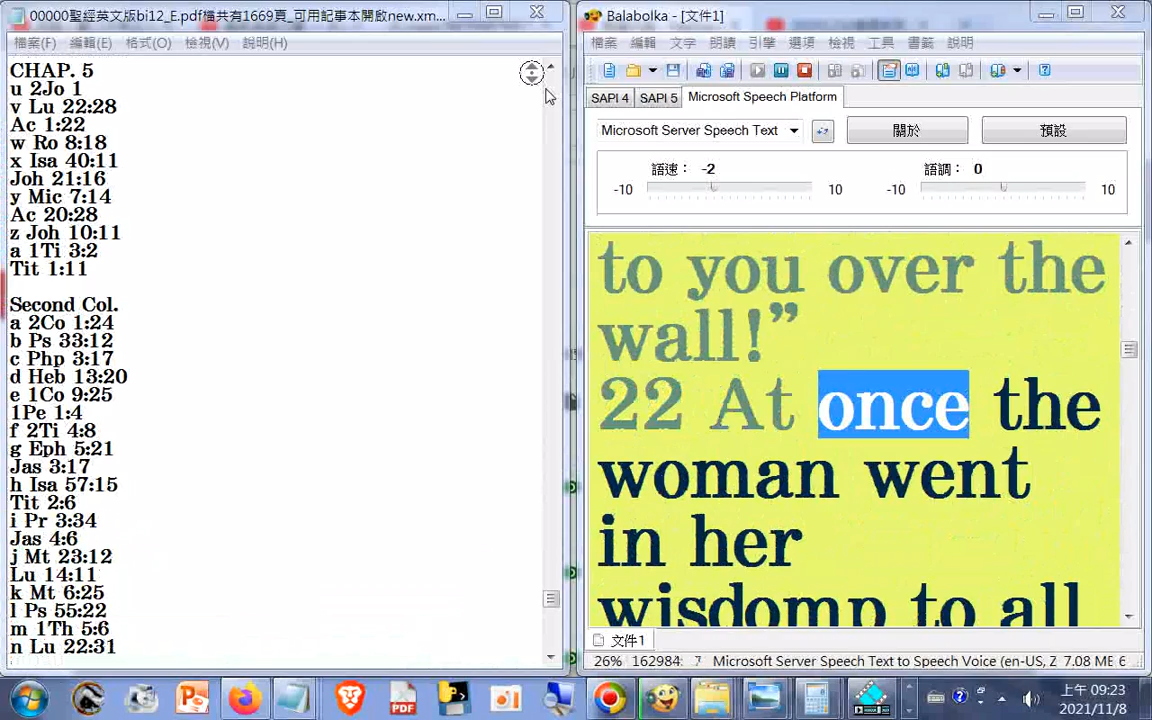 00000聖經英文版bi12_E.pdf檔共有1669頁_可用記事本開啟new.xm...
檔案(F) 編輯(E) 格式(O) 檢視(V) 說明(H)
CHAP. 5
u 2Jo 1
v Lu 22:28
Ac 1:22
w Ro 8:18
x Isa 40:11
Joh 21:16
y Mic 7:14
Ac 20:28
z Joh 10:11
a 1Ti 3:2
Tit 1:11
Second Col.
a 2Co 1:24
b Ps 33:12
c Php 3:17
d Heb 13:20
e 1Co 9:25
1Pe 1:4
f 2Ti 4:8
g Eph 5:21
Jas 3:17
h Isa 57:15
Tit 2:6
i Pr 3:34
Jas 4:6
j Mt 23:12
Lu 14:11
k Mt 6:25
l Ps 55:22
m 1Th 5:6
n Lu 22:31
Balabolka - [文件1]
檔案 編輯 文字 朗讀 引擎 選項 檢視 工具 書籤 說明
SAPI 4 SAPI 5 Microsoft Speech Platform
Microsoft Server Speech Text 關於 預設
語速： -2 語調： 0
-10 10 -10 10
to you over the
wall!”
22 At once the
woman went
in her
wisdomp to all
文件1
26% 162984: 7 Microsoft Server Speech Text to Speech Voice (en-US, Z 7.08 ME 6
PDF
上午 09:23
2021/11/8